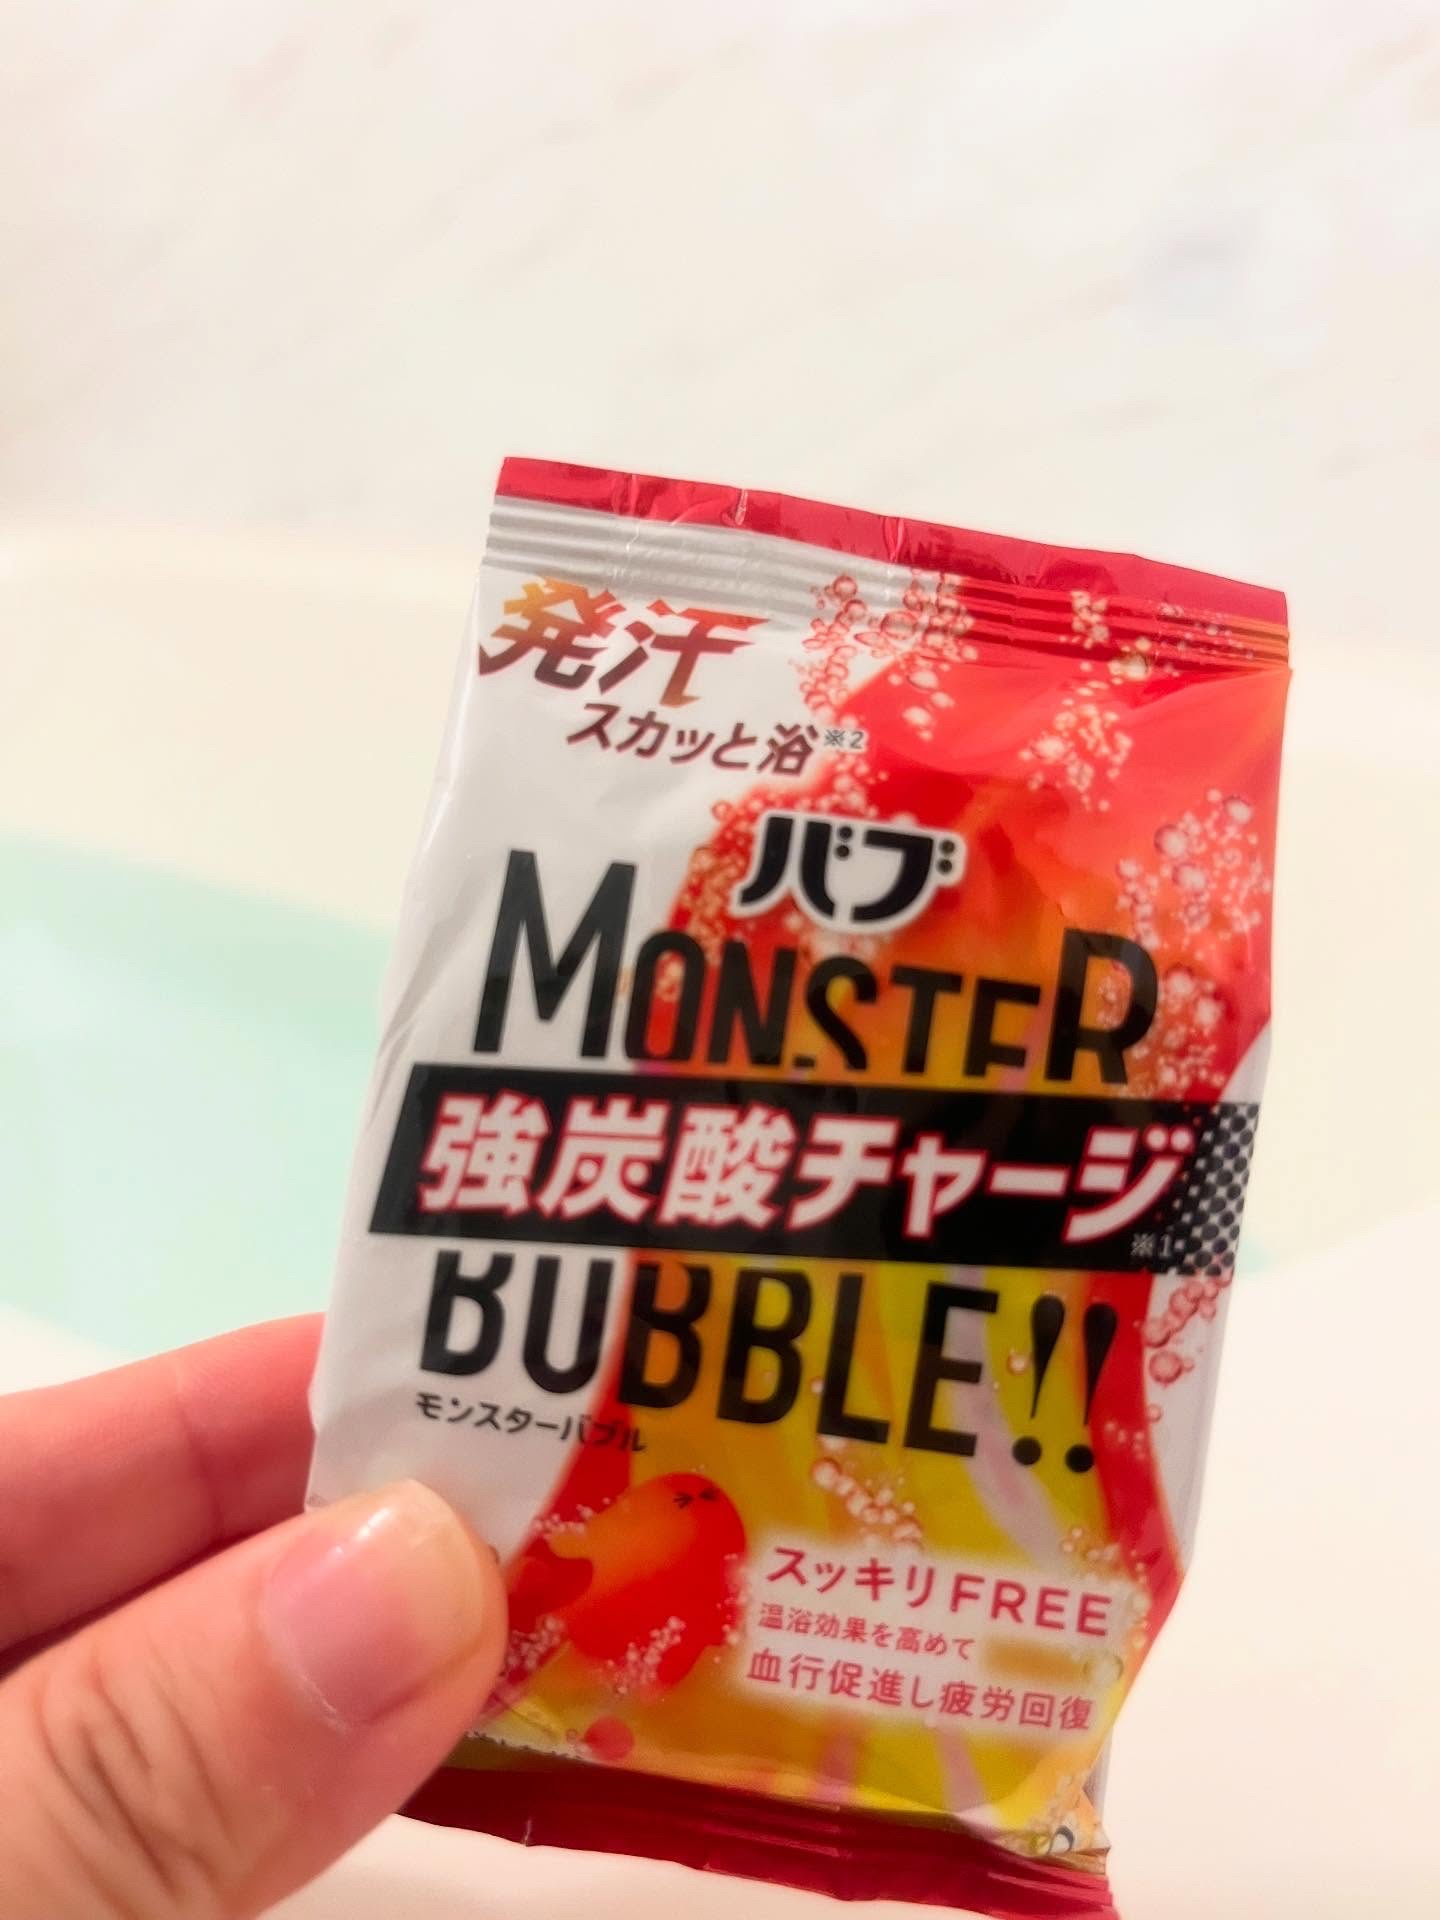 発汗
スカッと浴※2
バブ
MONSTER
強炭酸チャージ
※1
BUBBLE!!
モンスターバブル
スッキリFREE
温浴効果を高めて
血行促進し疲労回復